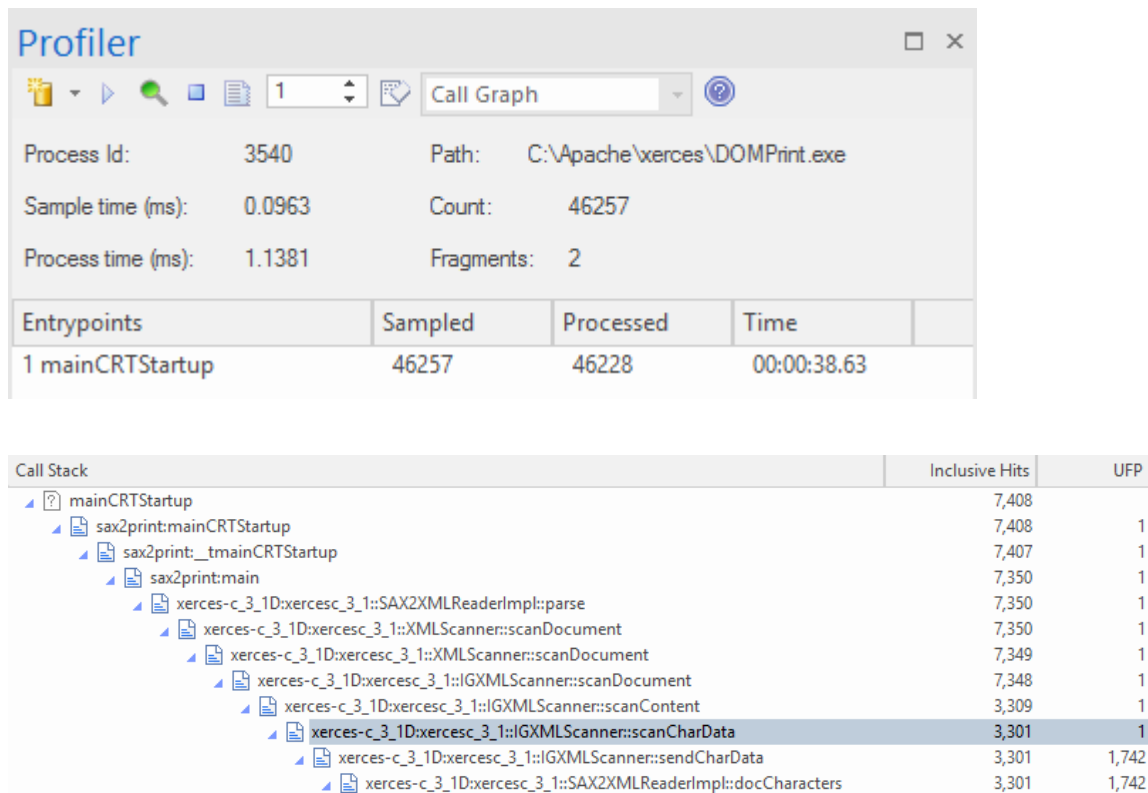 Profiler
1 Call Graph
Process Id: 3540 Path: C:\Apache\xerces\DOMPrint.exe
Sample time (ms): 0.0963 Count: 46257
Process time (ms): 1.1381 Fragments: 2
Entrypoints Sampled Processed Time
1 mainCRTStartup 46257 46228 00:00:38.63
Call Stack Inclusive Hits UFP
mainCRTStartup 7,408
sax2print:mainCRTStartup 7,408 1
sax2print:__tmainCRTStartup 7,407 1
sax2print:main 7,350 1
xerces-c_3_1D:xercesc_3_1::SAX2XMLReaderImpl::parse 7,350 1
xerces-c_3_1D:xercesc_3_1::XMLScanner::scanDocument 7,350 1
xerces-c_3_1D:xercesc_3_1::XMLScanner::scanDocument 7,349 1
xerces-c_3_1D:xercesc_3_1::IGXMLScanner::scanDocument 7,348 1
xerces-c_3_1D:xercesc_3_1::IGXMLScanner::scanContent 3,309 1
xerces-c_3_1D:xercesc_3_1::IGXMLScanner::scanCharData 3,301 1
xerces-c_3_1D:xercesc_3_1::IGXMLScanner::sendCharData 3,301 1,742
xerces-c_3_1D:xercesc_3_1::SAX2XMLReaderImpl::docCharacters 3,301 1,742